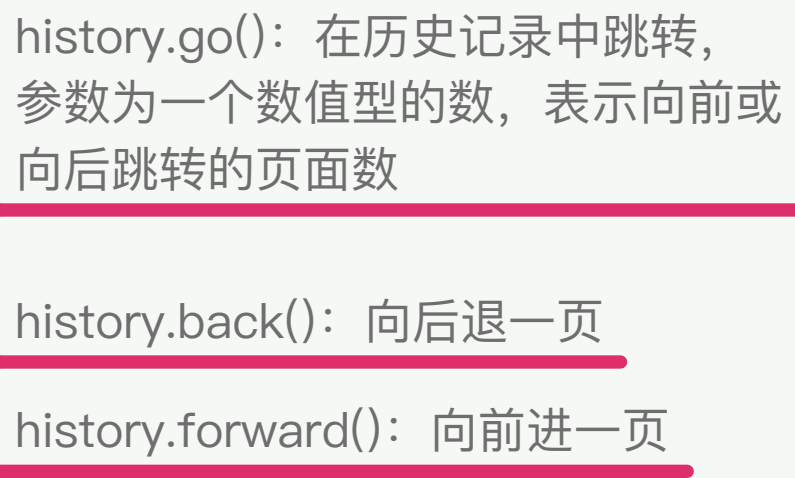 history.go()：在历史记录中跳转，
参数为一个数值型的数，表示向前或
向后跳转的页面数
history.back()：向后退一页
history.forward()：向前进一页